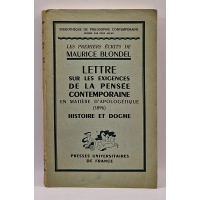 BIBLIOTHÈQUE DE PHILOSOPHIE CONTEMPORAINE
LES PREMIERS ÉCRITS DE
MAURICE BLONDEL
LETTRE
SUR LES EXIGENCES
DE LA PENSÉE
CONTEMPORAINE
EN MATIÈRE D'APOLOGÉTIQUE
(1896)
HISTOIRE ET DOGME
PRESSES UNIVERSITAIRES
DE FRANCE